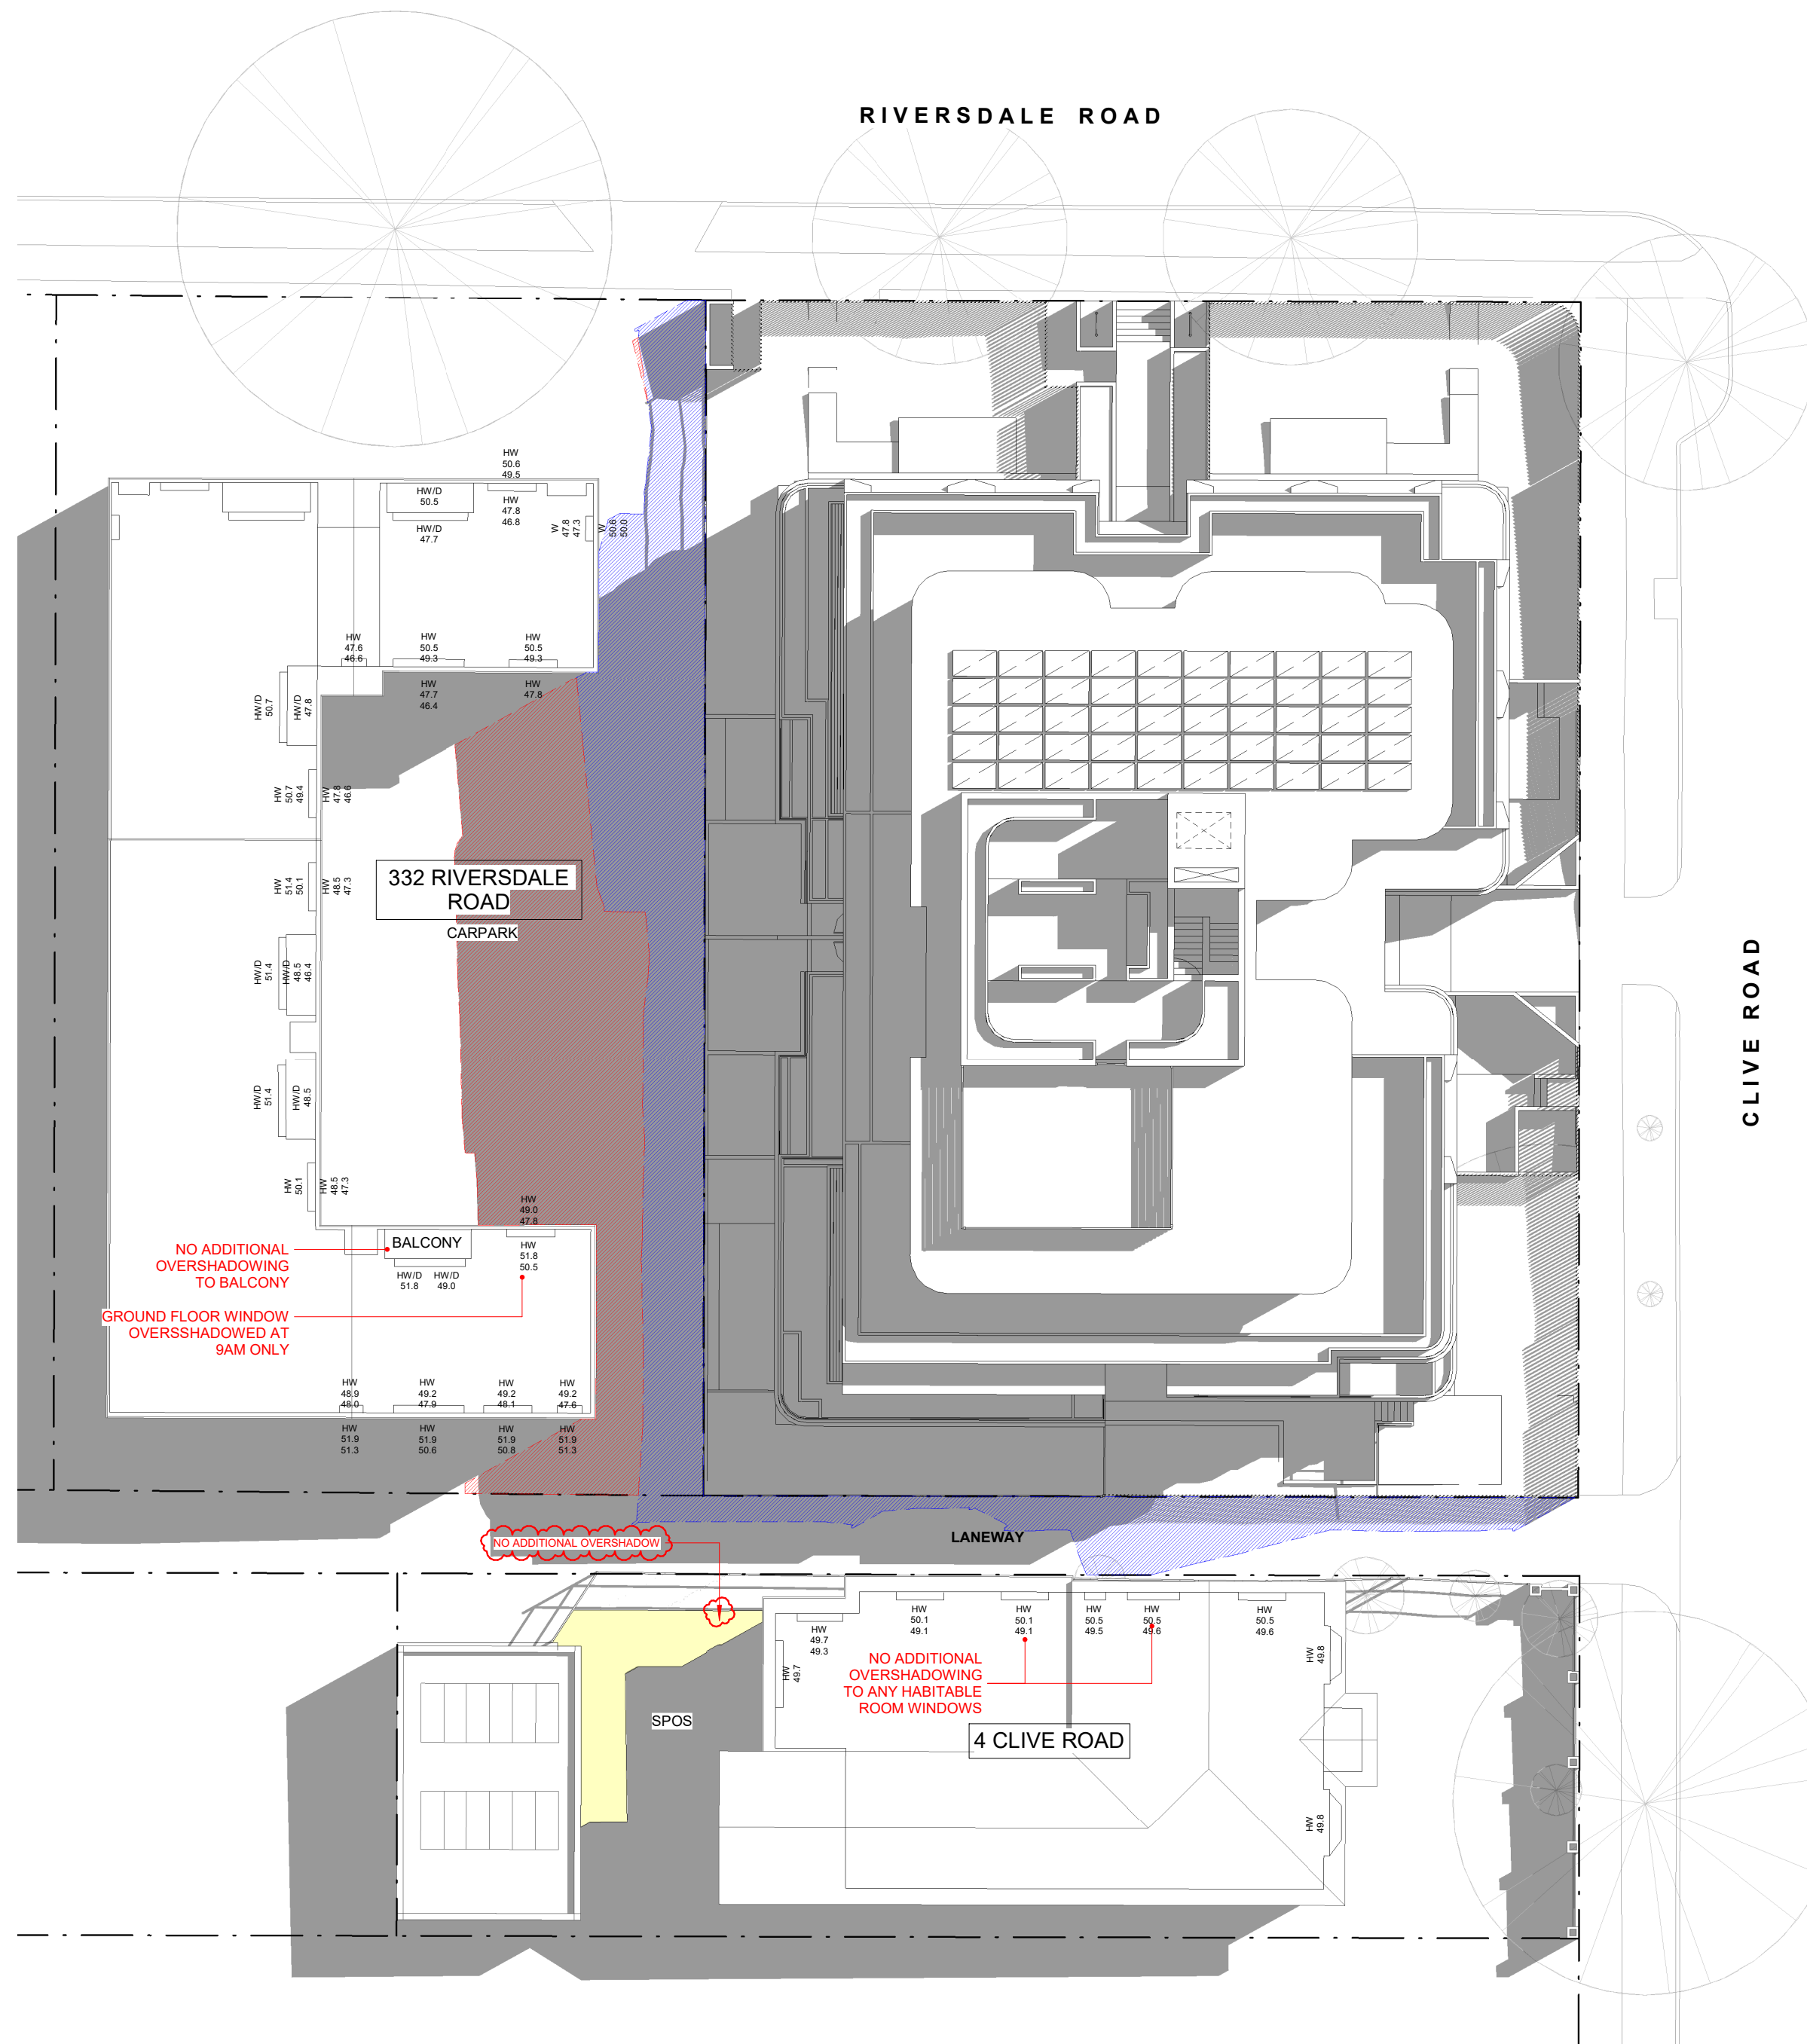 RIVERSDALE ROAD
HW
50.6
49.5
HW/D
50.5
HW
47.8
46.8
HW/D
47.7
W
47.8
47.3
W
50.6
50.0
HW
47.6
46.6
HW
50.5
49.3
HW
50.5
49.3
HW
47.7
46.4
HW
47.8
HW/D
50.7
HW/D
47.8
HW
50.7
49.4
HW
47.8
46.6
332 RIVERSDALE
ROAD
CARPARK
HW
51.4
50.1
HW
48.5
47.3
HW/D
51.4
HW/D
48.5
46.4
CLIVE ROAD
HW/D
51.4
HW/D
48.5
HW
50.1
HW
48.5
47.3
HW
49.0
47.8
BALCONY
HW
51.8
50.5
HW/D
51.8
HW/D
49.0
NO ADDITIONAL
OVERSHADOWING
TO BALCONY
GROUND FLOOR WINDOW
OVERSSHADOWED AT
9AM ONLY
HW
48.9
48.0
HW
49.2
47.9
HW
49.2
48.1
HW
49.2
47.6
HW
51.9
51.3
HW
51.9
50.6
HW
51.9
50.8
HW
51.9
51.3
LANEWAY
NO ADDITIONAL OVERSHADOW
HW
49.7
49.3
HW
50.1
49.1
HW
50.1
49.1
HW
50.5
49.5
HW
50.5
49.6
HW
50.5
49.6
HW
49.7
HW
49.8
NO ADDITIONAL
OVERSHADOWING
TO ANY HABITABLE
ROOM WINDOWS
SPOS
4 CLIVE ROAD
HW
49.8